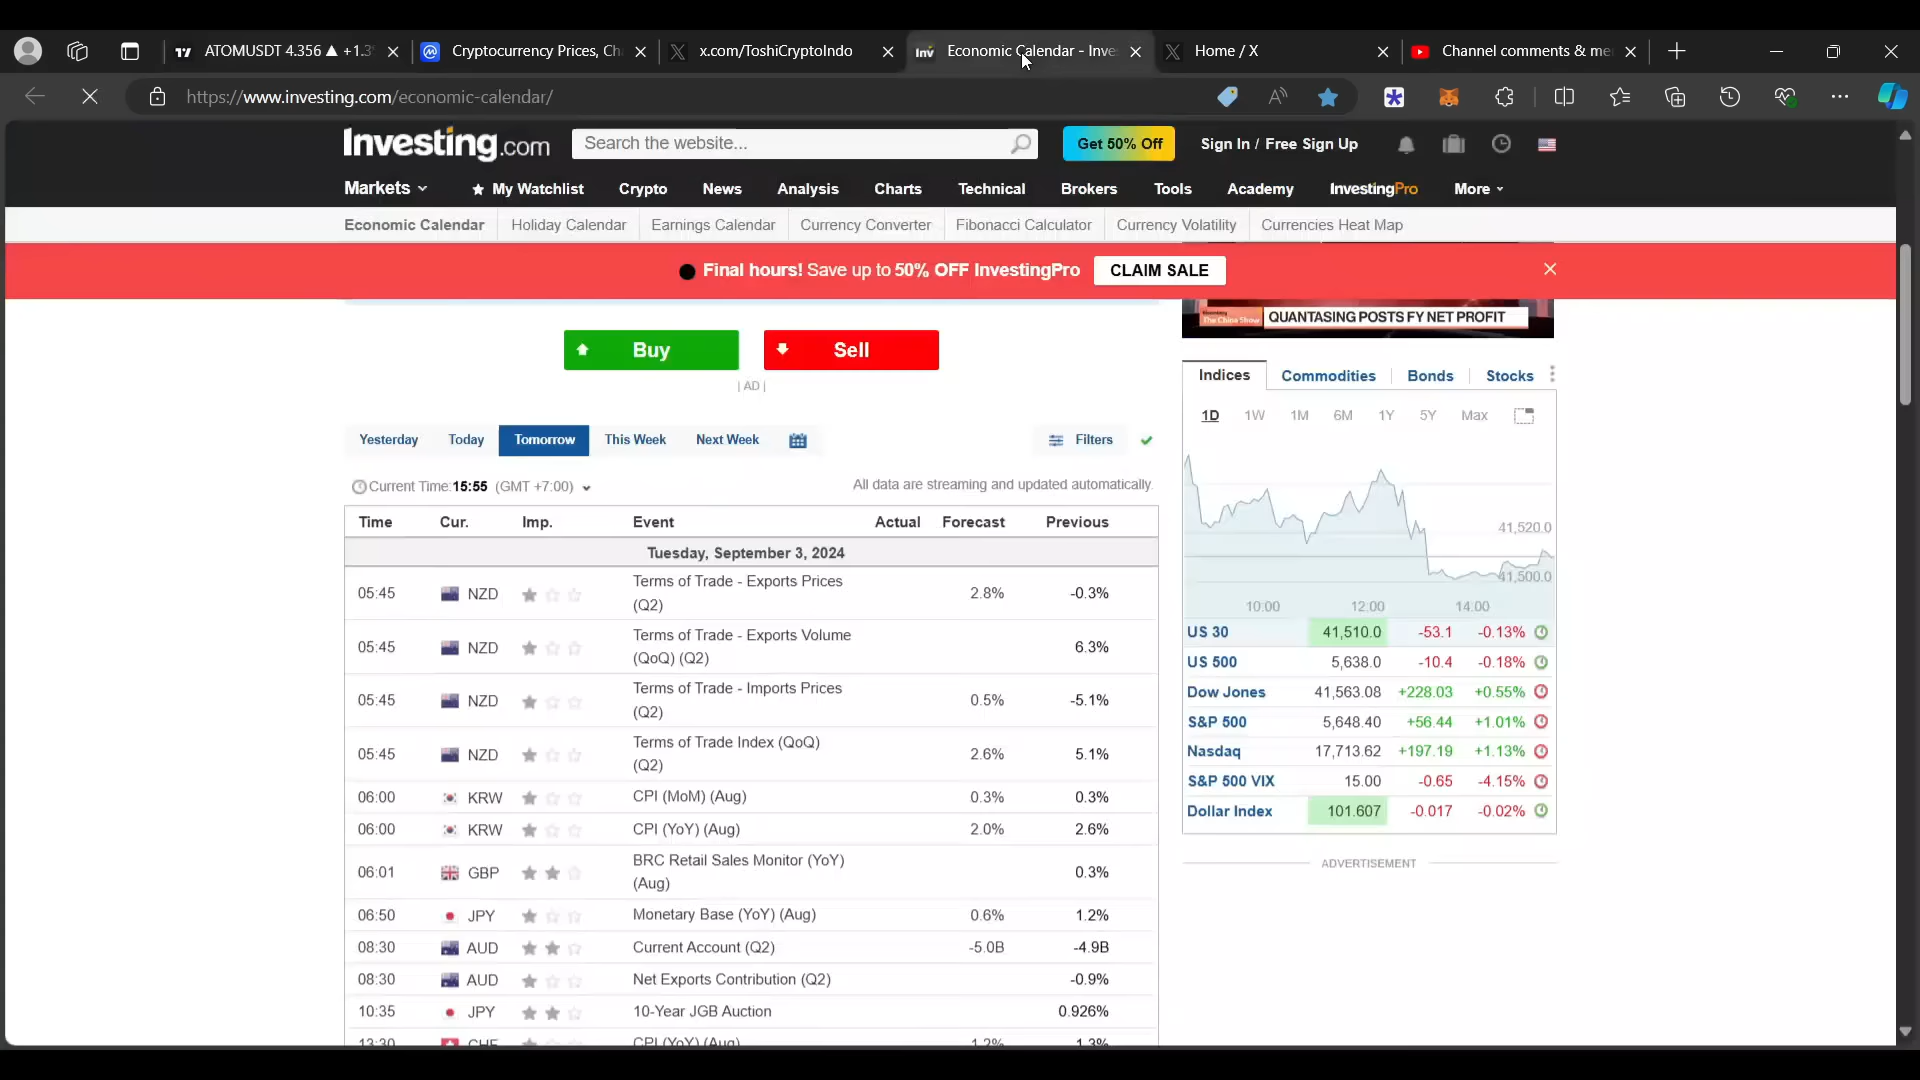 ATOMUSDT 4.356 ▲ +1.3
Cryptocurrency Prices, Ch
x.com/ToshiCryptoIndo
Economic Calendar - Inve
Home / X
Channel comments & me
https://www.investing.com/economic-calendar/
Investing.com
Search the website...
Get 50% Off
Sign In / Free Sign Up
Markets
My Watchlist
Crypto
News
Analysis
Charts
Technical
Brokers
Tools
Academy
InvestingPro
More
Economic Calendar
Holiday Calendar
Earnings Calendar
Currency Converter
Fibonacci Calculator
Currency Volatility
Currencies Heat Map
Final hours! Save up to 50% OFF InvestingPro
CLAIM SALE
The China Show
QUANTASING POSTS FY NET PROFIT
Buy
Sell
| AD |
Yesterday Today Tomorrow This Week Next Week
Filters
Current Time:15:55 (GMT +7:00)
All data are streaming and updated automatically.
Time Cur. Imp. Event Actual Forecast Previous
Tuesday, September 3, 2024
05:45 NZD Terms of Trade - Exports Prices
(Q2) 2.8% -0.3%
05:45 NZD Terms of Trade - Exports Volume
(QoQ) (Q2) 6.3%
05:45 NZD Terms of Trade - Imports Prices
(Q2) 0.5% -5.1%
05:45 NZD Terms of Trade Index (QoQ)
(Q2) 2.6% 5.1%
06:00 KRW CPI (MoM) (Aug) 0.3% 0.3%
06:00 KRW CPI (YoY) (Aug) 2.0% 2.6%
06:01 GBP BRC Retail Sales Monitor (YoY)
(Aug) 0.3%
06:50 JPY Monetary Base (YoY) (Aug) 0.6% 1.2%
08:30 AUD Current Account (Q2) -5.0B -4.9B
08:30 AUD Net Exports Contribution (Q2) -0.9%
10:35 JPY 10-Year JGB Auction 0.926%
13:30 CHF CPI (YoY) (Aug) 1.2% 1.3%
Indices Commodities Bonds Stocks
1D 1W 1M 6M 1Y 5Y Max
41,520.0
41,500.0
10:00 12:00 14:00
US 30 41,510.0 -53.1 -0.13%
US 500 5,638.0 -10.4 -0.18%
Dow Jones 41,563.08 +228.03 +0.55%
S&P 500 5,648.40 +56.44 +1.01%
Nasdaq 17,713.62 +197.19 +1.13%
S&P 500 VIX 15.00 -0.65 -4.15%
Dollar Index 101.607 -0.017 -0.02%
ADVERTISEMENT